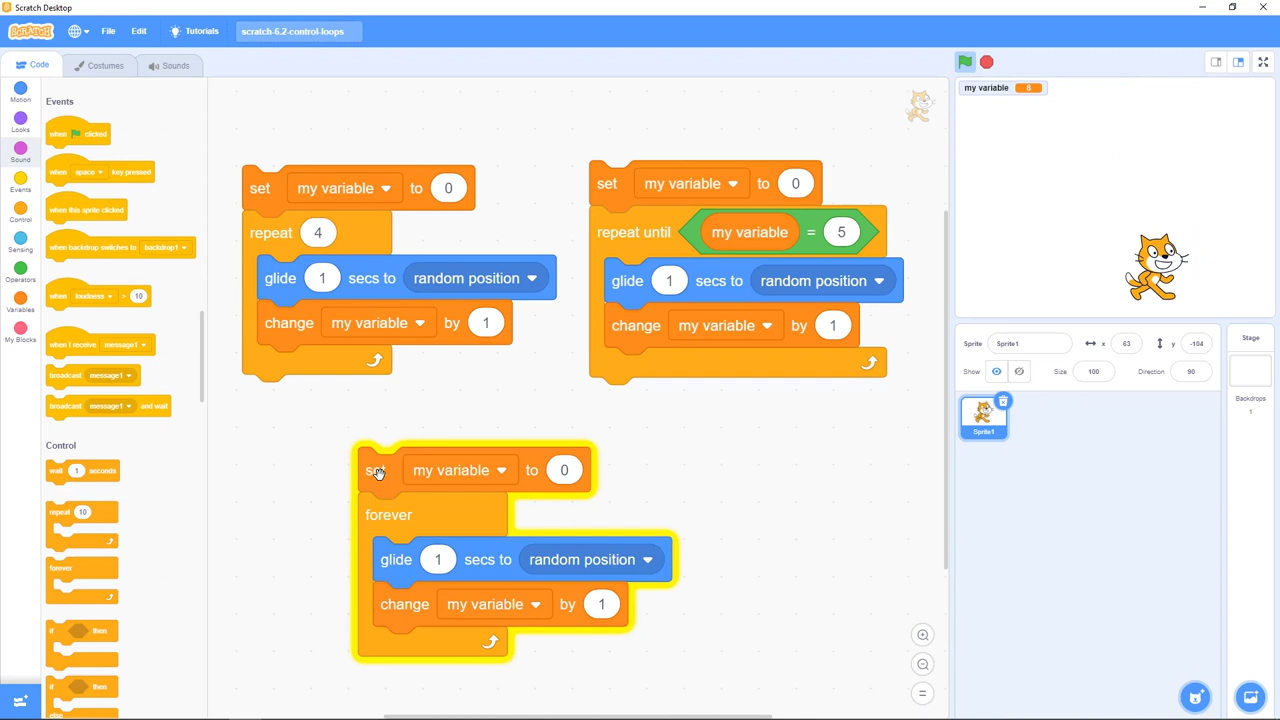 Scratch Desktop
SCRATCH
File
Edit
Tutorials
scratch-6.2-control-loops
Code
Costumes
Sounds
Motion
Looks
Sound
Events
Control
Sensing
Operators
Variables
My Blocks
Events
when clicked
when space key pressed
when this sprite clicked
when backdrop switches to backdrop1
when loudness > 10
when I receive message1
broadcast message1
broadcast message1 and wait
Control
wait 1 seconds
repeat 10
forever
if then
if then
else
set my variable to 0
repeat 4
glide 1 secs to random position
change my variable by 1
set my variable to 0
repeat until my variable = 5
glide 1 secs to random position
change my variable by 1
set my variable to 0
forever
glide 1 secs to random position
change my variable by 1
my variable 8
Sprite Sprite1 x 63 y -104
Show Size 100 Direction 90
Sprite1
Stage
Backdrops
1